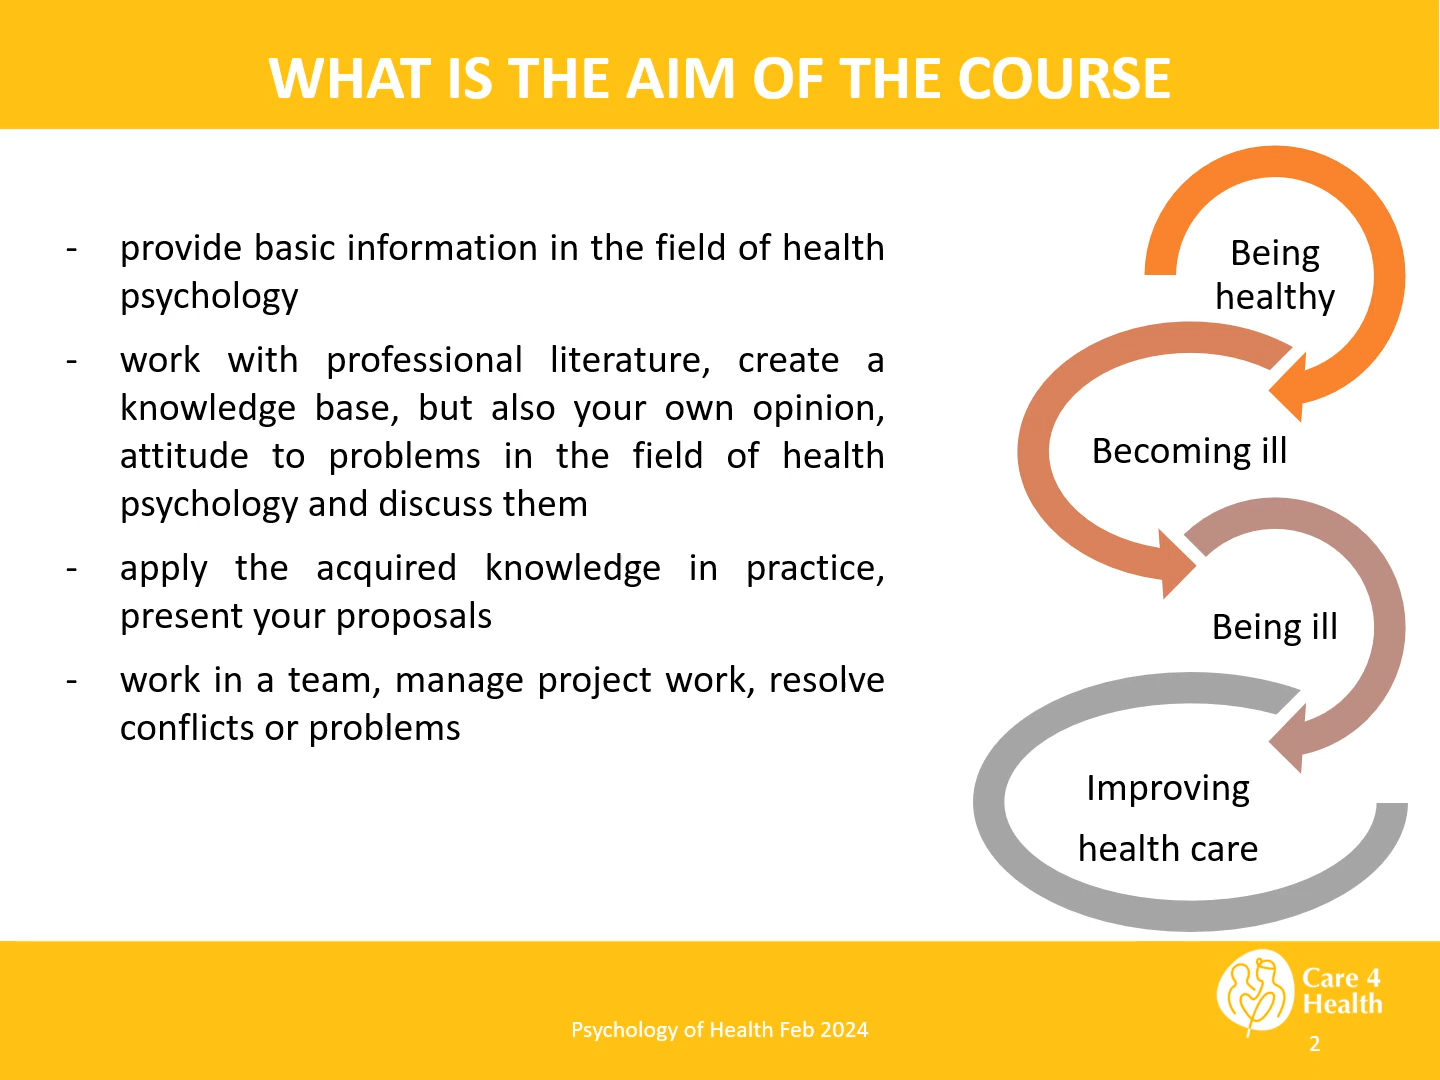 WHAT IS THE AIM OF THE COURSE
- provide basic information in the field of health
psychology
- work with professional literature, create a
knowledge base, but also your own opinion,
attitude to problems in the field of health
psychology and discuss them
- apply the acquired knowledge in practice,
present your proposals
- work in a team, manage project work, resolve
conflicts or problems
Being
healthy
Becoming ill
Being ill
Improving
health care
Psychology of Health Feb 2024
Care 4
Health
2